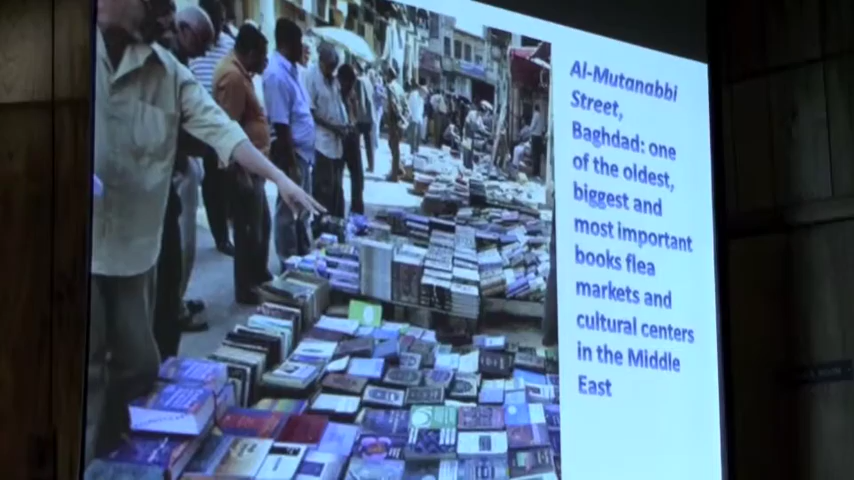 Al-Mutanabbi
Street,
Baghdad: one
of the oldest,
biggest and
most important
books flea
markets and
cultural centers
in the Middle
East